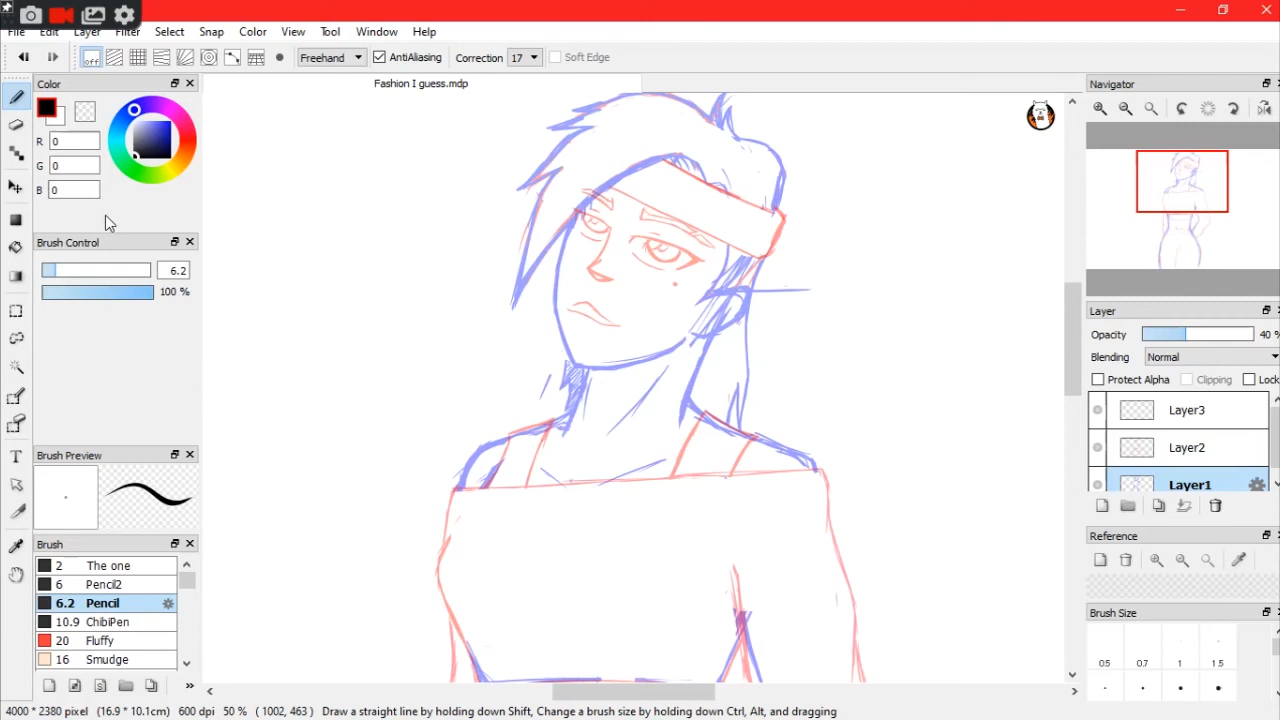 File Edit Layer Filter Select Snap Color View Tool Window Help
off Freehand AntiAliasing Correction 17 Soft Edge
Color
Fashion I guess.mdp
Navigator
R 0
G 0
B 0
Brush Control
6.2
100 %
Layer
Opacity 40 %
Blending Normal
Protect Alpha Clipping Lock
Layer3
Layer2
Layer1
Brush Preview
Brush
2 The one
6 Pencil2
6.2 Pencil
10.9 ChibiPen
20 Fluffy
16 Smudge
Reference
Brush Size
0.5 0.7 1 1.5
4000 * 2380 pixel (16.9 * 10.1cm) 600 dpi 50 % ( 1002, 463 ) Draw a straight line by holding down Shift, Change a brush size by holding down Ctrl, Alt, and dragging